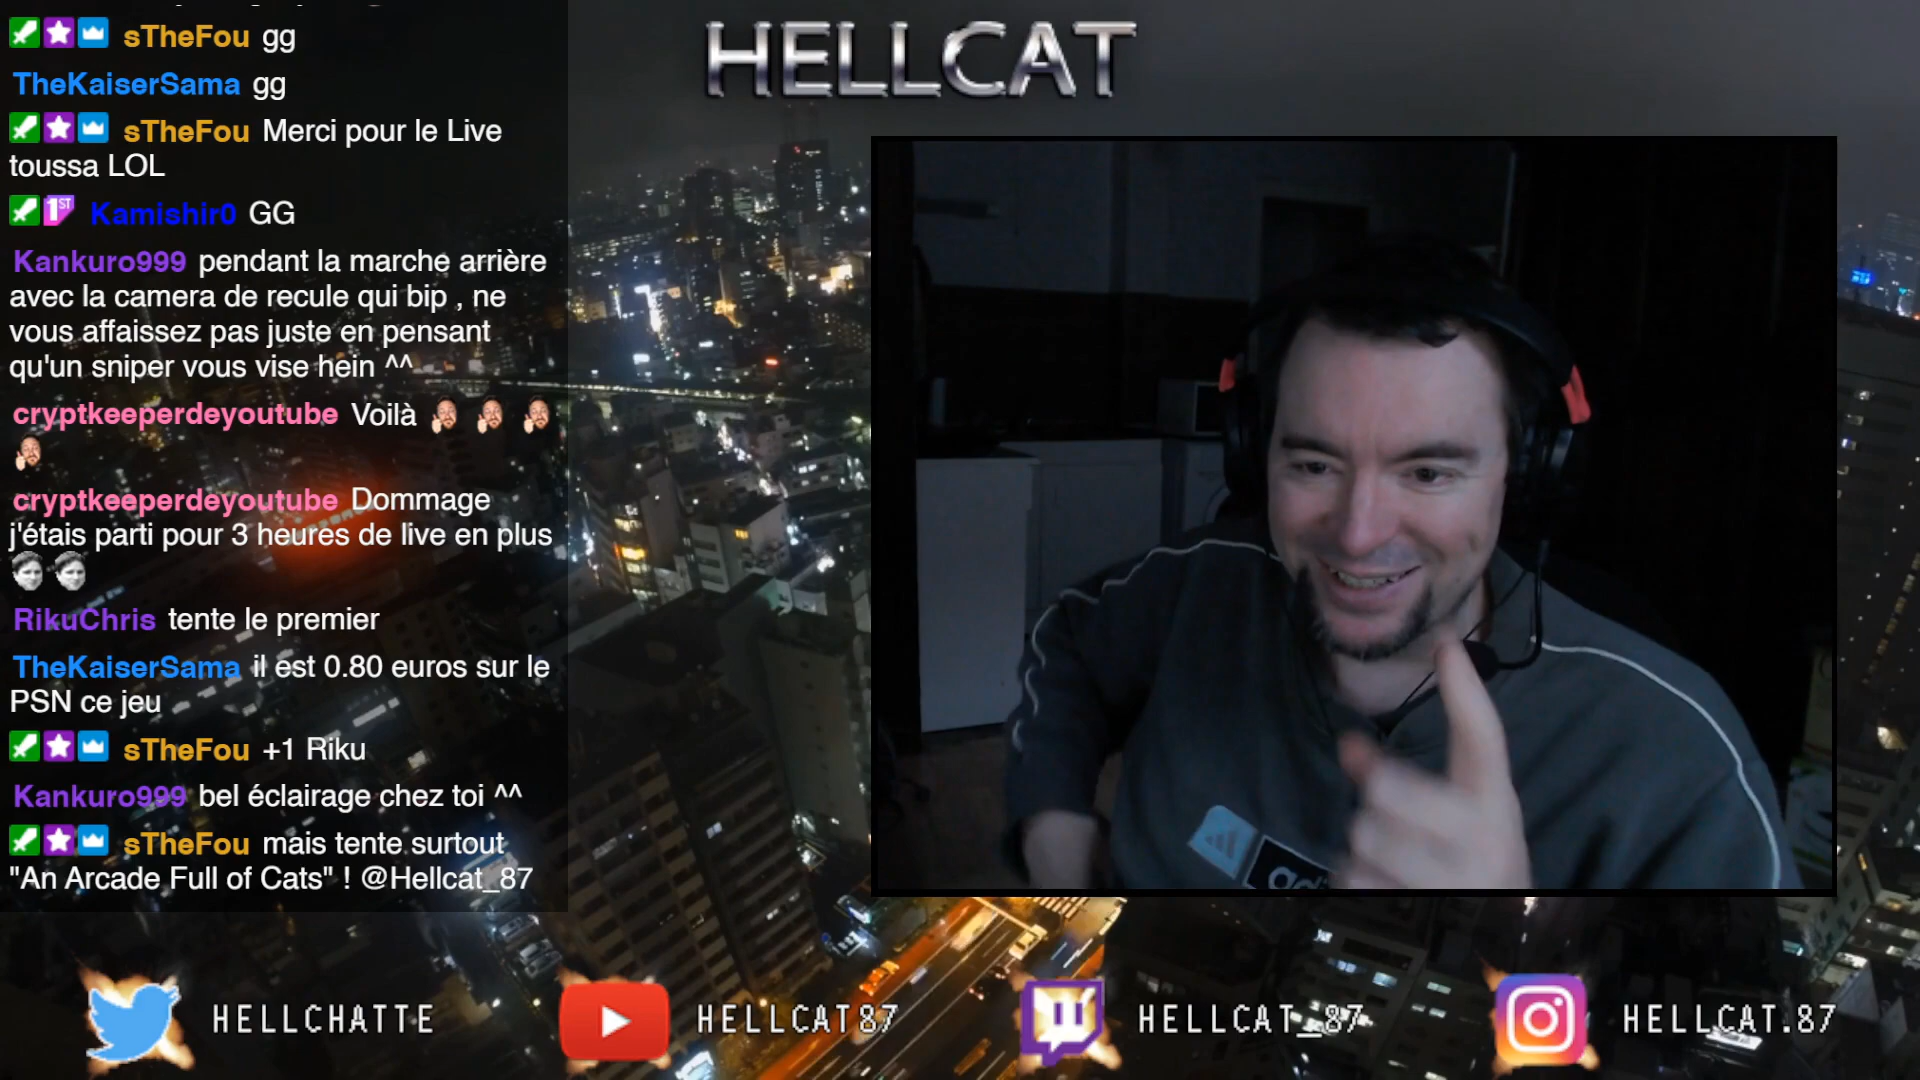 sTheFou gg
TheKaiserSama gg
sTheFou Merci pour le Live
toussa LOL
1ST Kamishir0 GG
Kankuro999 pendant la marche arrière
avec la camera de recule qui bip , ne
vous affaissez pas juste en pensant
qu'un sniper vous vise hein ^^
cryptkeeperdeyoutube Voilà
cryptkeeperdeyoutube Dommage
j'étais parti pour 3 heures de live en plus
RikuChris tente le premier
TheKaiserSama il est 0.80 euros sur le
PSN ce jeu
sTheFou +1 Riku
Kankuro999 bel éclairage chez toi ^^
sTheFou mais tente surtout
"An Arcade Full of Cats" ! @Hellcat_87
HELLCAT
HELLCHATTE
HELLCAT87
HELLCAT_87
HELLCAT.87